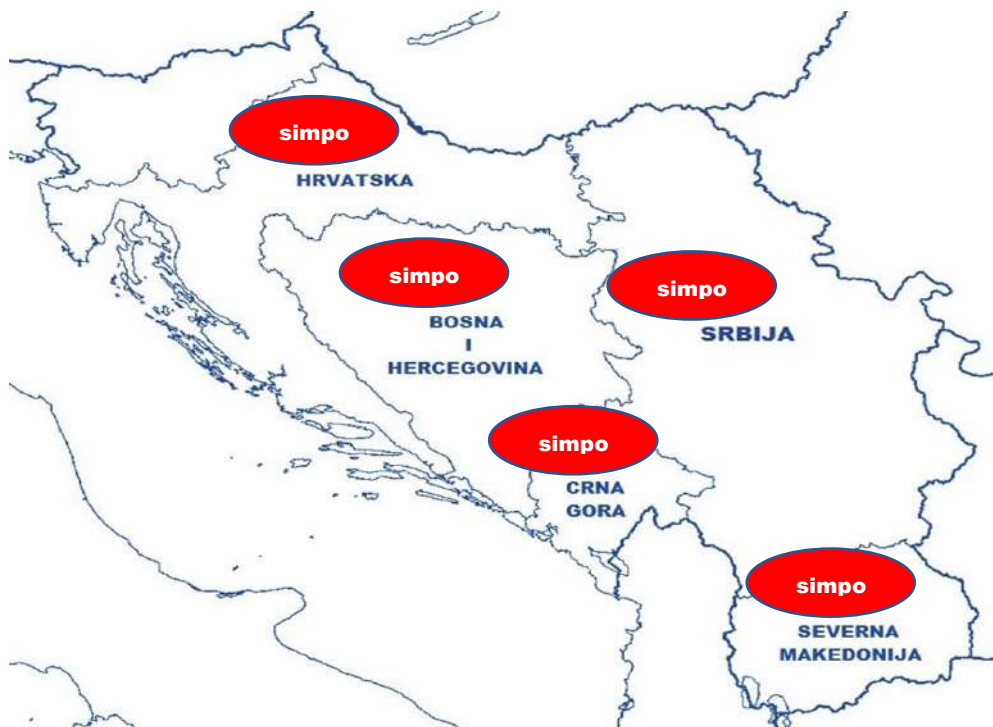 simpo
HRVATSKA
simpo
BOSNA
I
HERCEGOVINA
simpo
SRBIJA
simpo
CRNA
GORA
simpo
SEVERNA
MAKEDONIJA